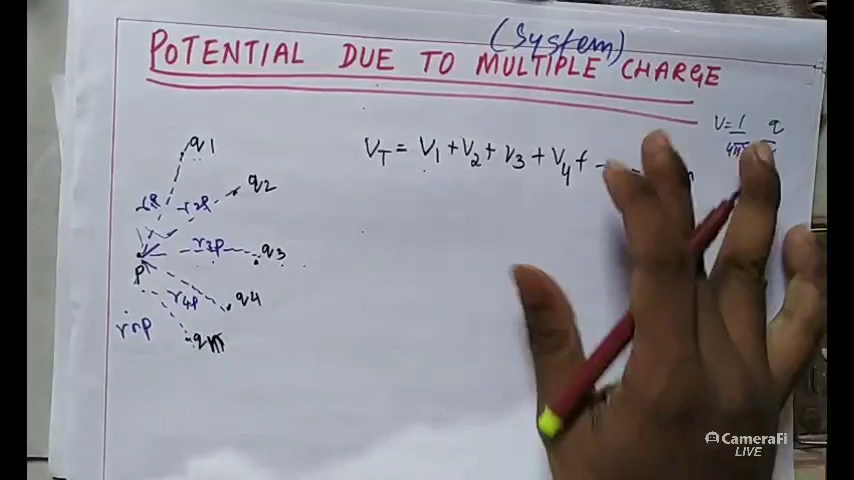 (System)
POTENTIAL DUE TO MULTIPLE CHARGE
V= 1 q
4π
q1
VT = V1 + V2 + V3 + V4 +
q2
r2P
r3P
q3
P
r4P
q4
rnP
CameraFi
LIVE